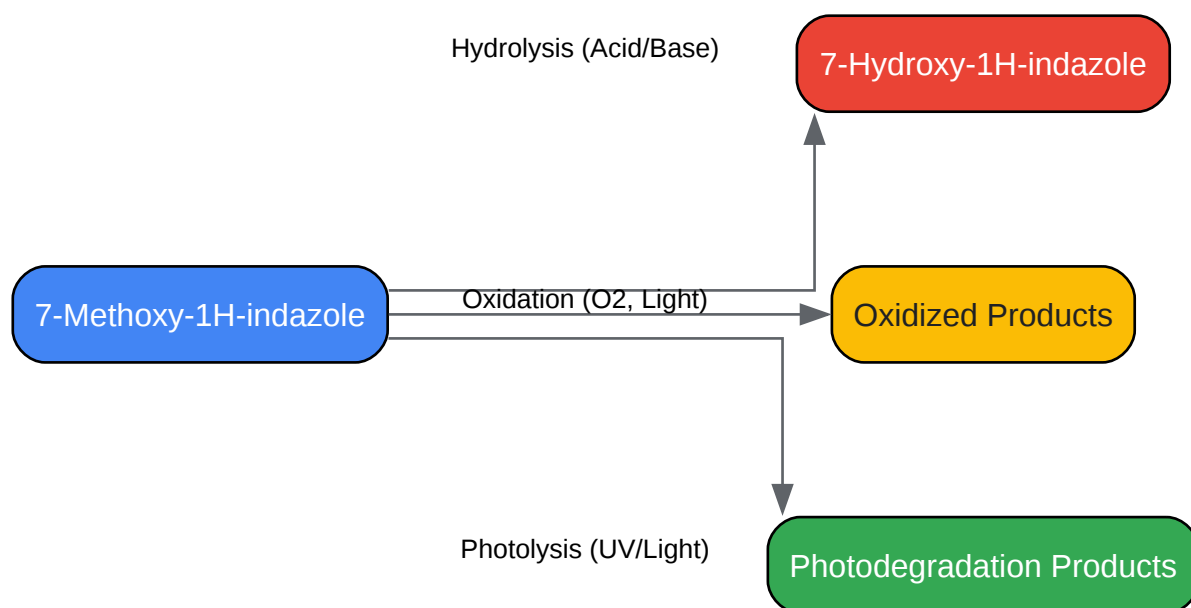 Hydrolysis (Acid/Base)
7-Hydroxy-1H-indazole
7-Methoxy-1H-indazole
Oxidation (O2, Light)
Oxidized Products
Photolysis (UV/Light)
Photodegradation Products